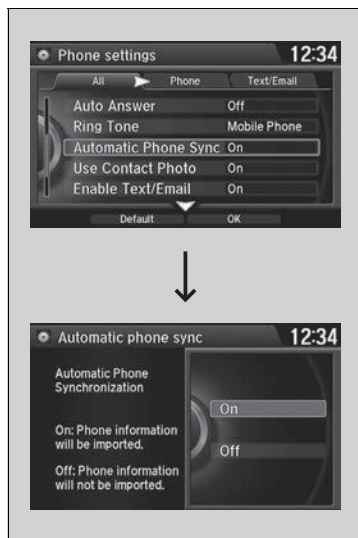 Phone settings 12:34
All Phone Text/Email
Auto Answer Off
Ring Tone Mobile Phone
Automatic Phone Sync On
Use Contact Photo On
Enable Text/Email On
Default OK
Automatic phone sync 12:34
Automatic Phone
Synchronization
On
On: Phone information
will be imported.
Off
Off: Phone information
will not be imported.